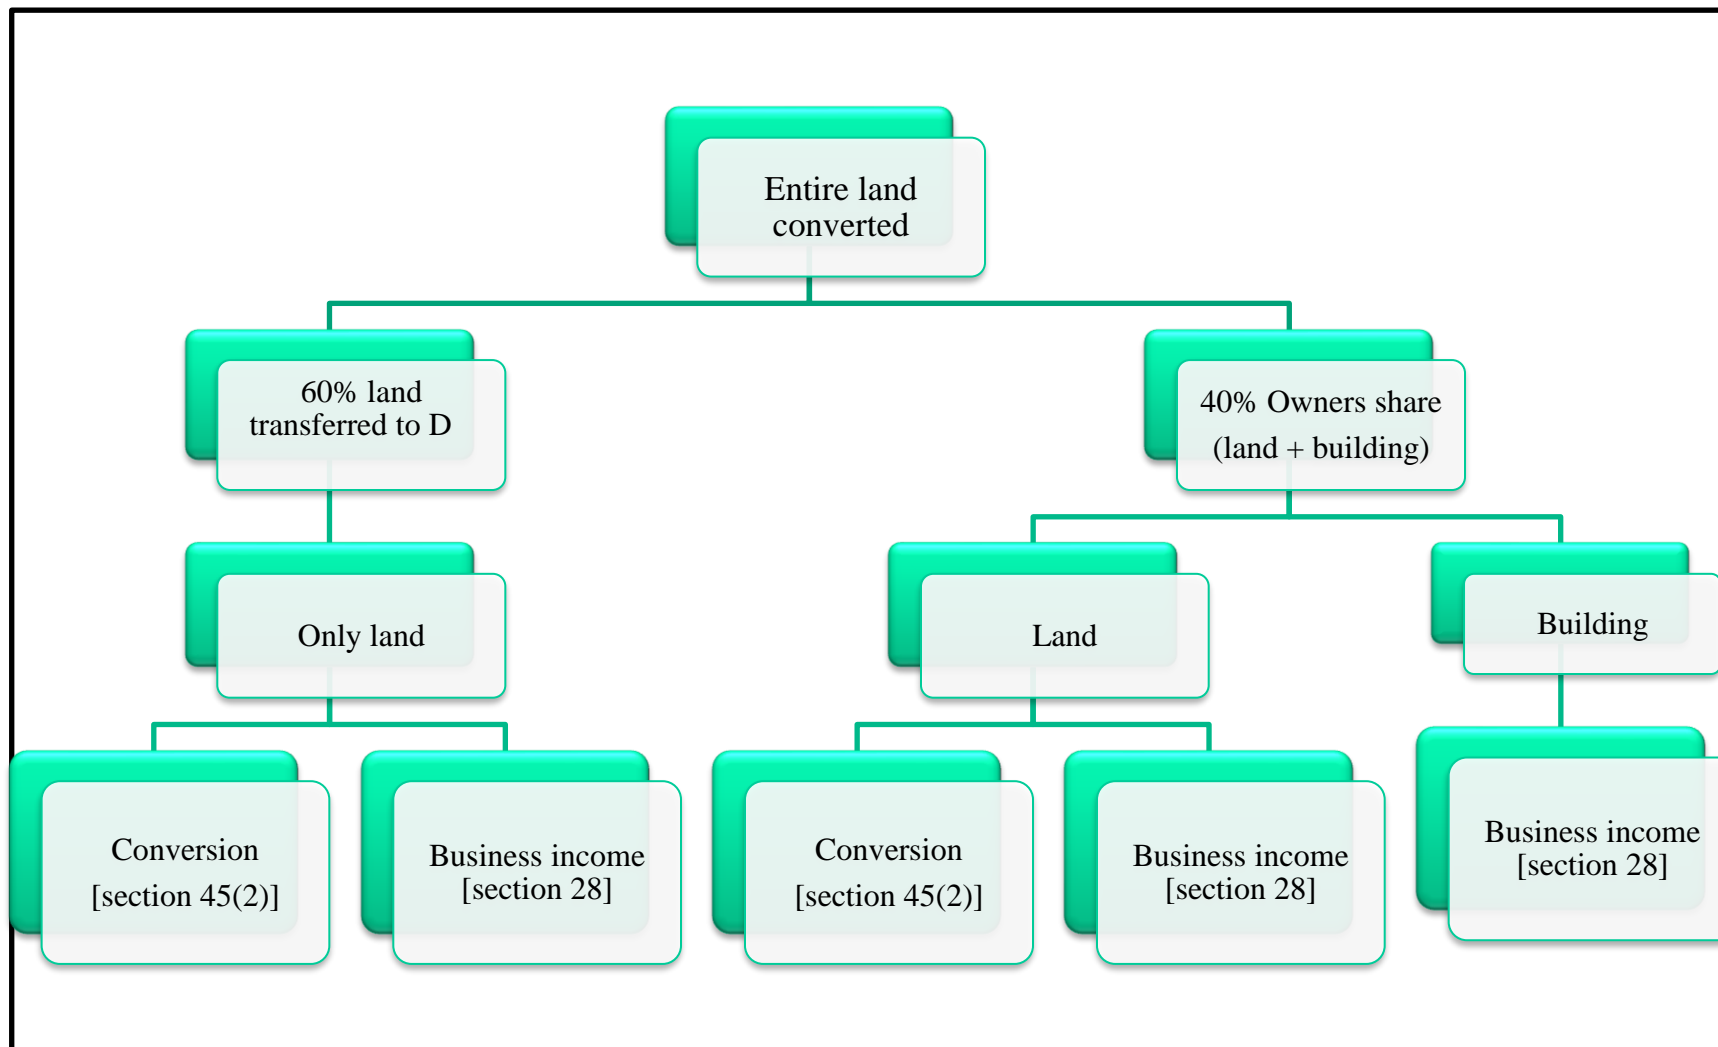 Entire land
converted
60% land
transferred to D
40% Owners share
(land + building)
Only land
Land
Building
Conversion
[section 45(2)]
Business income
[section 28]
Conversion
[section 45(2)]
Business income
[section 28]
Business income
[section 28]